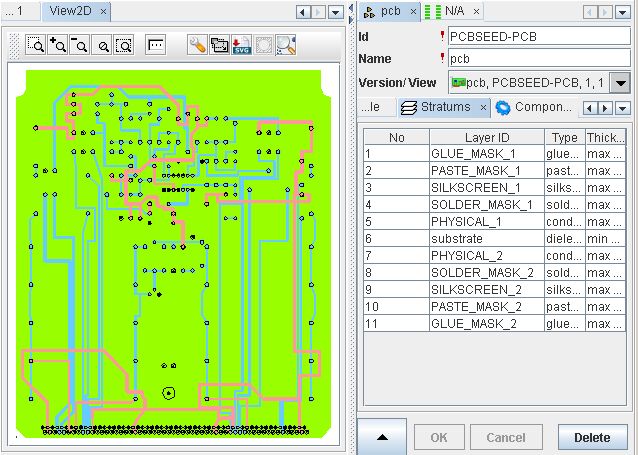 ... 1
View2D ×
SVG
pcb ×
N/A ×
Id ! PCBSEED-PCB
Name ! pcb
Version/ View pcb, PCBSEED-PCB, 1, 1
...le
Stratums ×
Compon...
No Layer ID Type Thick...
1 GLUE_MASK_1 glue... max ...
2 PASTE_MASK_1 past... max ...
3 SILKSCREEN_1 silks... max ...
4 SOLDER_MASK_1 sold... max ...
5 PHYSICAL_1 cond... max ...
6 substrate diele... min ...
7 PHYSICAL_2 cond... max ...
8 SOLDER_MASK_2 sold... max ...
9 SILKSCREEN_2 silks... max ...
10 PASTE_MASK_2 past... max ...
11 GLUE_MASK_2 glue... max ...
OK
Cancel
Delete